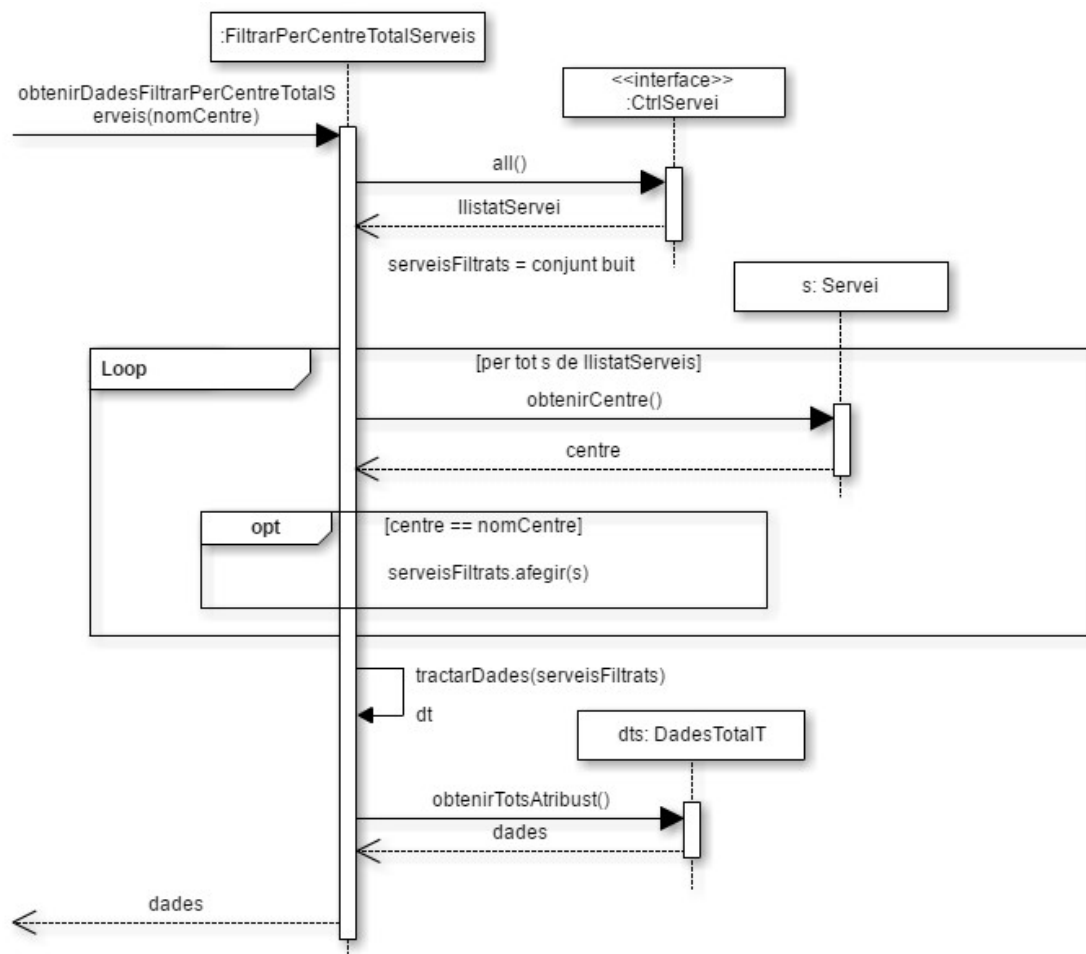 :FiltrarPerCentreTotalServeis
<<interface>>
:CtrlServei
obtenirDadesFiltrarPerCentreTotalS
erveis(nomCentre)
all()
llistatServei
serveisFiltrats = conjunt buit
s: Servei
Loop
[per tot s de llistatServeis]
obtenirCentre()
centre
opt
[centre == nomCentre]
serveisFiltrats.afegir(s)
tractarDades(serveisFiltrats)
dt
dts: DadesTotalT
obtenirTotsAtribust()
dades
dades